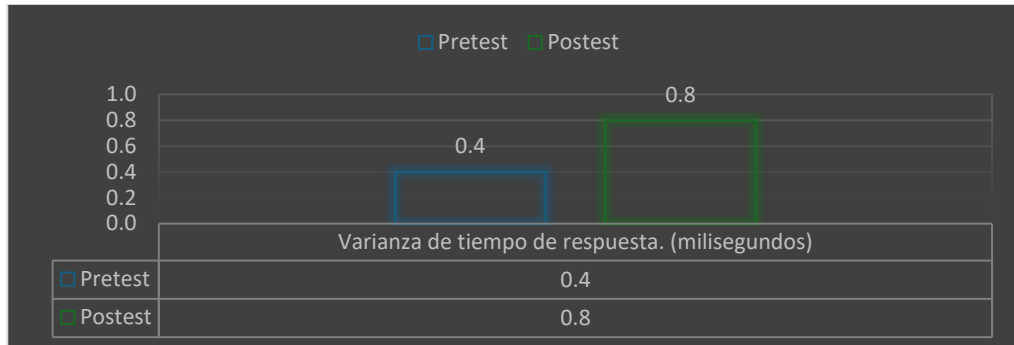 Pretest Postest
1.0
0.8
0.6
0.4
0.2
0.0
0.4
0.8
Varianza de tiempo de respuesta. (milisegundos)
Pretest 0.4
Postest 0.8